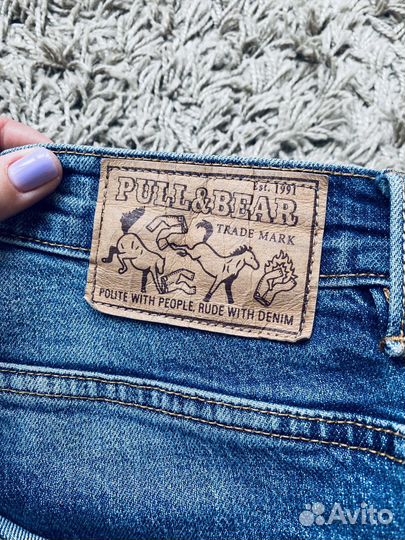 Est. 1991
PULL&BEAR
TRADE MARK
POLITE WITH PEOPLE, RUDE WITH DENIM
Avito